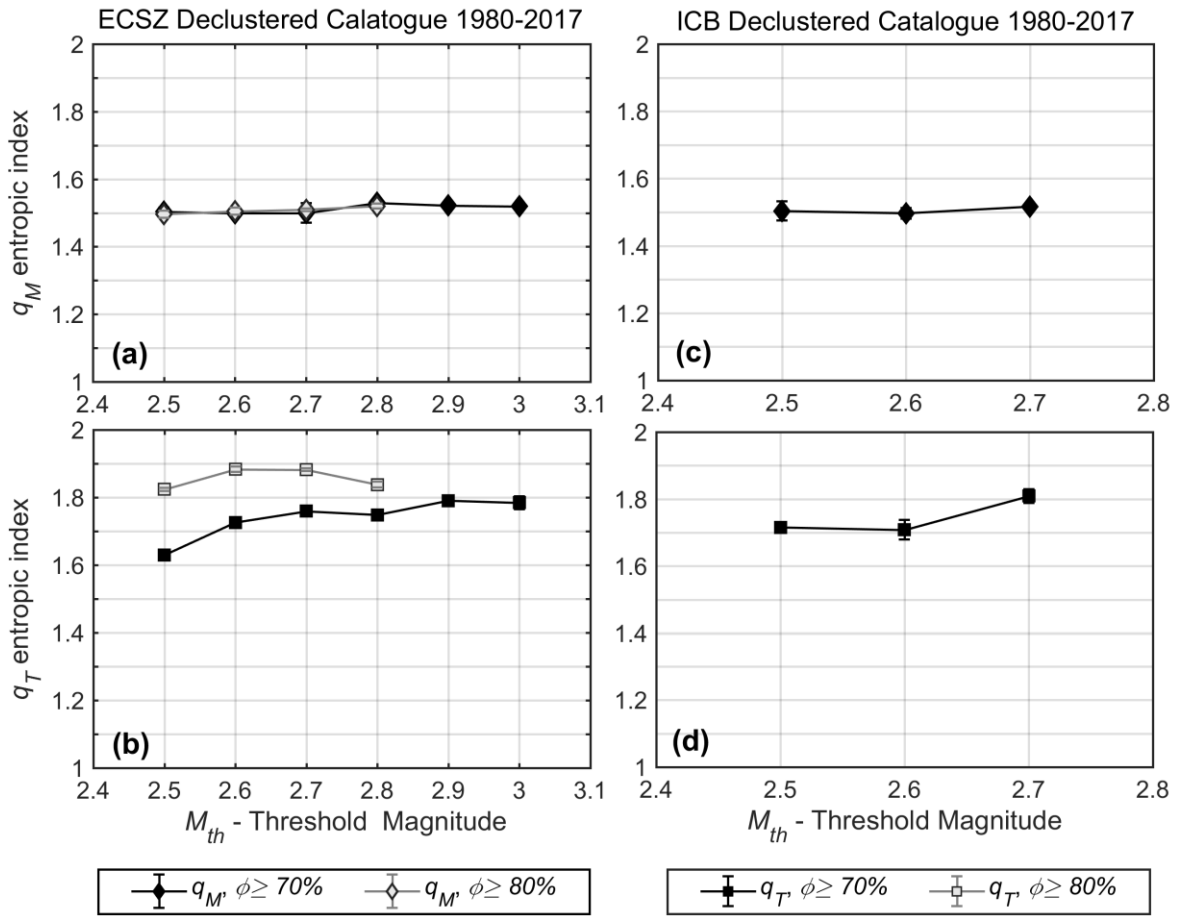 ECSZ Declustered Calatogue 1980-2017
2
1.8
1.6
1.4
1.2
1
q_M entropic index
(a)
2.4 2.5 2.6 2.7 2.8 2.9 3 3.1
ICB Declustered Catalogue 1980-2017
2
1.8
1.6
1.4
1.2
1
(c)
2.4 2.5 2.6 2.7 2.8
2
1.8
1.6
1.4
1.2
1
q_T entropic index
(b)
2.4 2.5 2.6 2.7 2.8 2.9 3 3.1
M_th - Threshold Magnitude
2
1.8
1.6
1.4
1.2
1
(d)
2.4 2.5 2.6 2.7 2.8
M_th - Threshold Magnitude
q_M, ϕ≥ 70% q_M, ϕ≥ 80%
q_T, ϕ≥ 70% q_T, ϕ≥ 80%